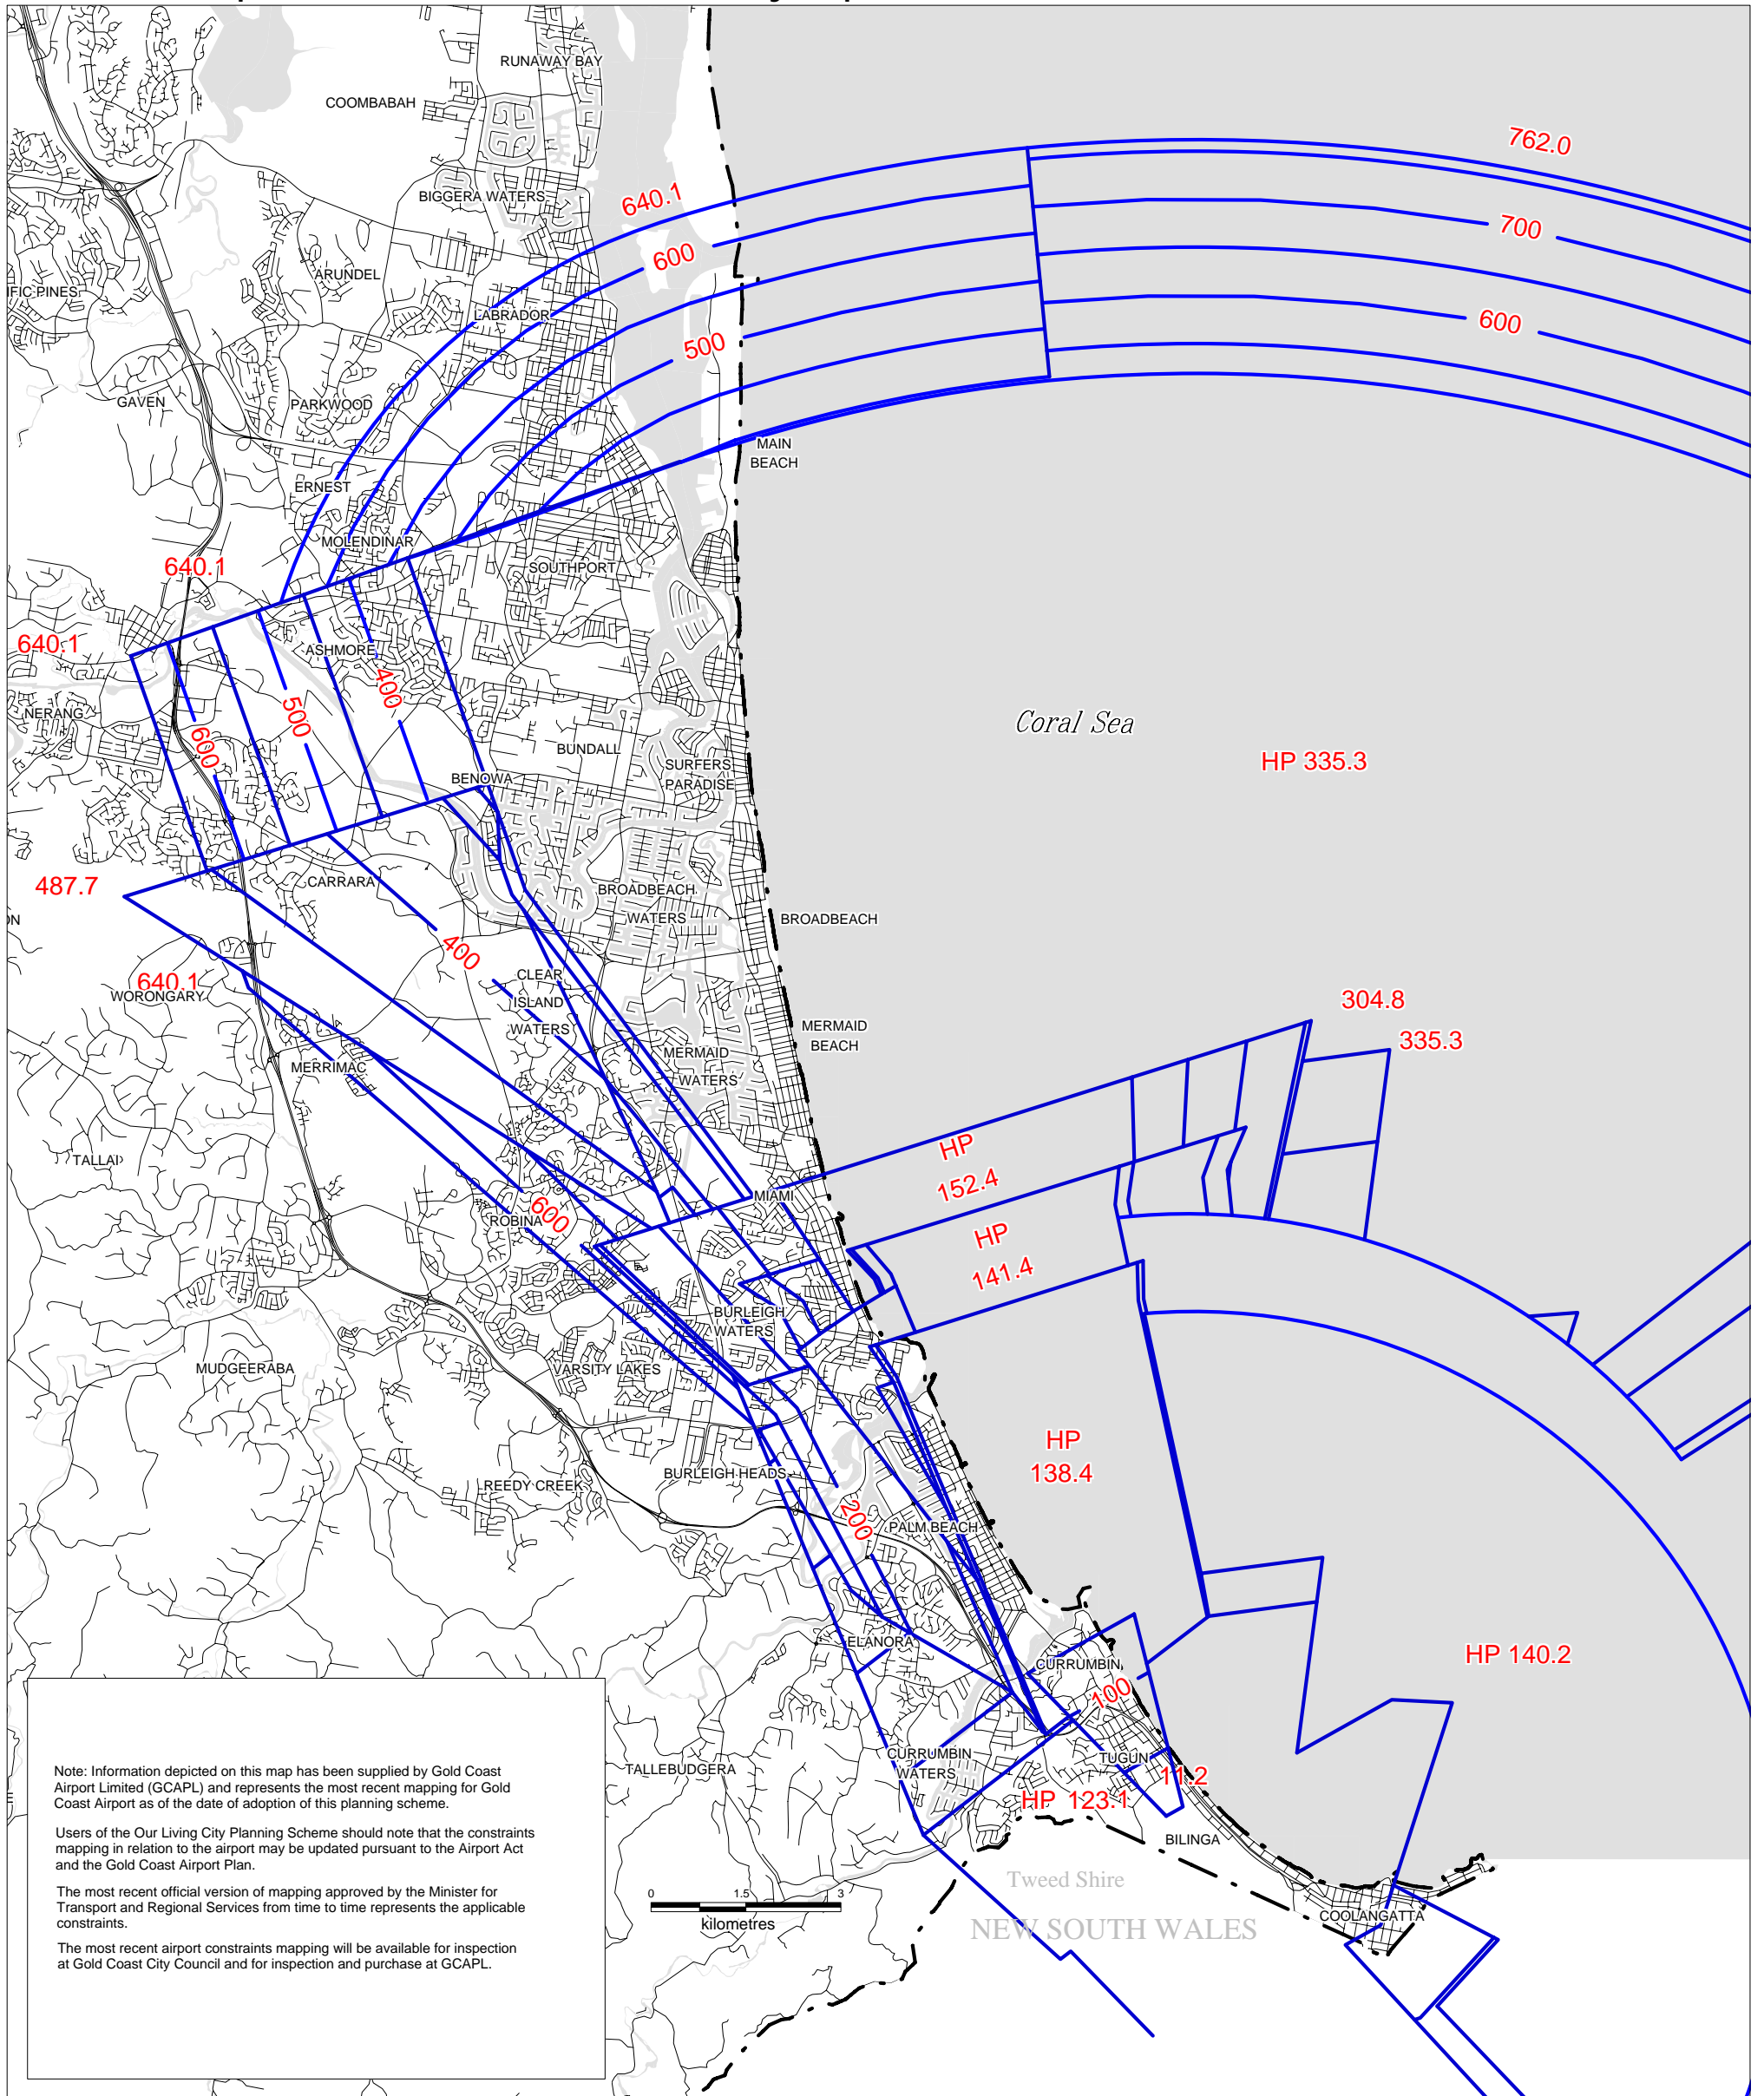 RUNAWAY BAY
COOMBABAH
762.0
BIGGERA WATERS
640.1
700
600
ARUNDEL
IFIC PINES
LABRADOR
600
500
GAVEN
PARKWOOD
MAIN
BEACH
ERNEST
MOLENDINAR
640.1
SOUTHPORT
640.1
ASHMORE
400
NERANG
500
600
Coral Sea
BUNDALL
HP 335.3
SURFERS
PARADISE
BENOWA
487.7
CARRARA
BROADBEACH
WATERS
BROADBEACH
ON
400
CLEAR
ISLAND
WATERS
640.1
WORONGARY
304.8
MERMAID
BEACH
335.3
MERMAID
WATERS
MERRIMAC
TALLAI
HP
152.4
MIAMI
600
ROBINA
HP
141.4
BURLEIGH
WATERS
MUDGEERABA
VARSITY LAKES
HP
138.4
BURLEIGH HEADS
REEDY CREEK
200
PALM BEACH
ELANORA
HP 140.2
CURRUMBIN
100
CURRUMBIN
WATERS
TUGUN
TALLEBUDGERA
11.2
HP 123.1
BILINGA
Tweed Shire
NEW SOUTH WALES
COOLANGATTA
0 1.5 3
kilometres
Note: Information depicted on this map has been supplied by Gold Coast
Airport Limited (GCAPL) and represents the most recent mapping for Gold
Coast Airport as of the date of adoption of this planning scheme.
Users of the Our Living City Planning Scheme should note that the constraints
mapping in relation to the airport may be updated pursuant to the Airport Act
and the Gold Coast Airport Plan.
The most recent official version of mapping approved by the Minister for
Transport and Regional Services from time to time represents the applicable
constraints.
The most recent airport constraints mapping will be available for inspection
at Gold Coast City Council and for inspection and purchase at GCAPL.